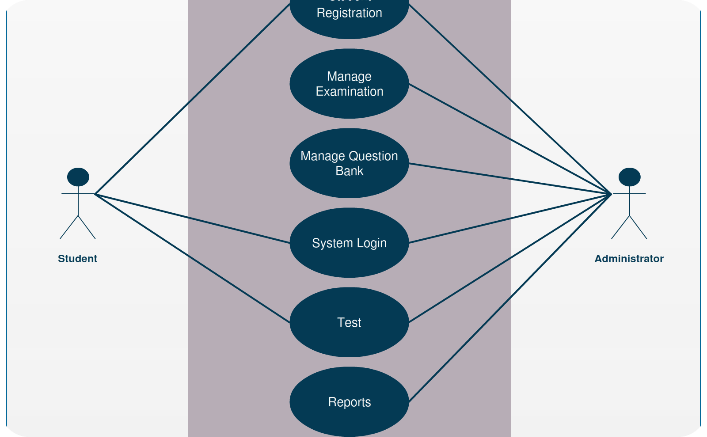 Registration
Manage
Examination
Manage Question
Bank
System Login
Student
Administrator
Test
Reports